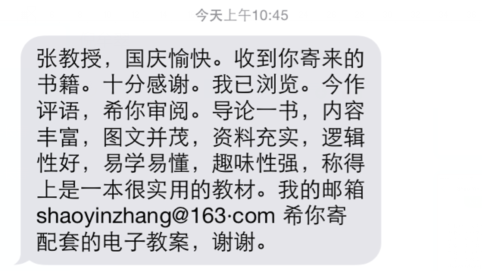 今天上午10:45
张教授，国庆愉快。收到你寄来的
书籍。十分感谢。我已浏览。今作
评语，希你审阅。导论一书，内容
丰富，图文并茂，资料充实，逻辑
性好，易学易懂，趣味性强，称得
上是一本很实用的教材。我的邮箱
shaoyinzhang@163·com 希你寄
配套的电子教案，谢谢。